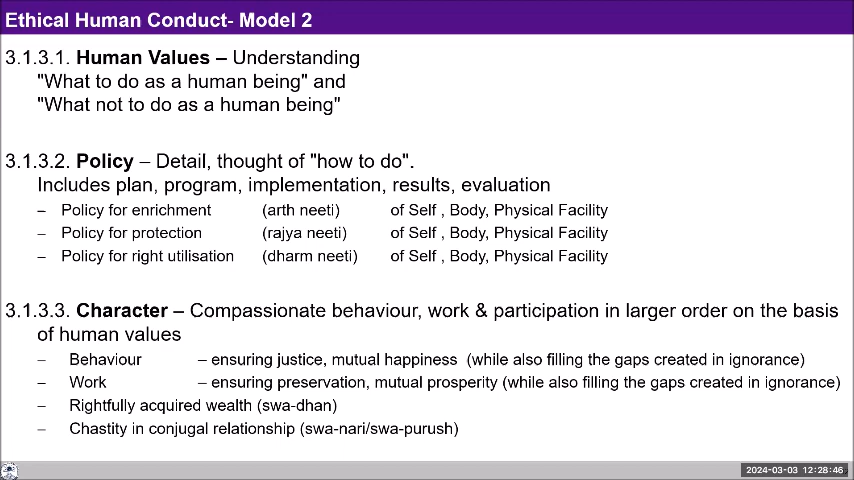 Ethical Human Conduct- Model 2
3.1.3.1. Human Values – Understanding
"What to do as a human being" and
"What not to do as a human being"
3.1.3.2. Policy – Detail, thought of "how to do".
Includes plan, program, implementation, results, evaluation
– Policy for enrichment (arth neeti) of Self , Body, Physical Facility
– Policy for protection (rajya neeti) of Self , Body, Physical Facility
– Policy for right utilisation (dharm neeti) of Self , Body, Physical Facility
3.1.3.3. Character – Compassionate behaviour, work & participation in larger order on the basis
of human values
– Behaviour – ensuring justice, mutual happiness (while also filling the gaps created in ignorance)
– Work – ensuring preservation, mutual prosperity (while also filling the gaps created in ignorance)
– Rightfully acquired wealth (swa-dhan)
– Chastity in conjugal relationship (swa-nari/swa-purush)
2024-03-03 12:28:46